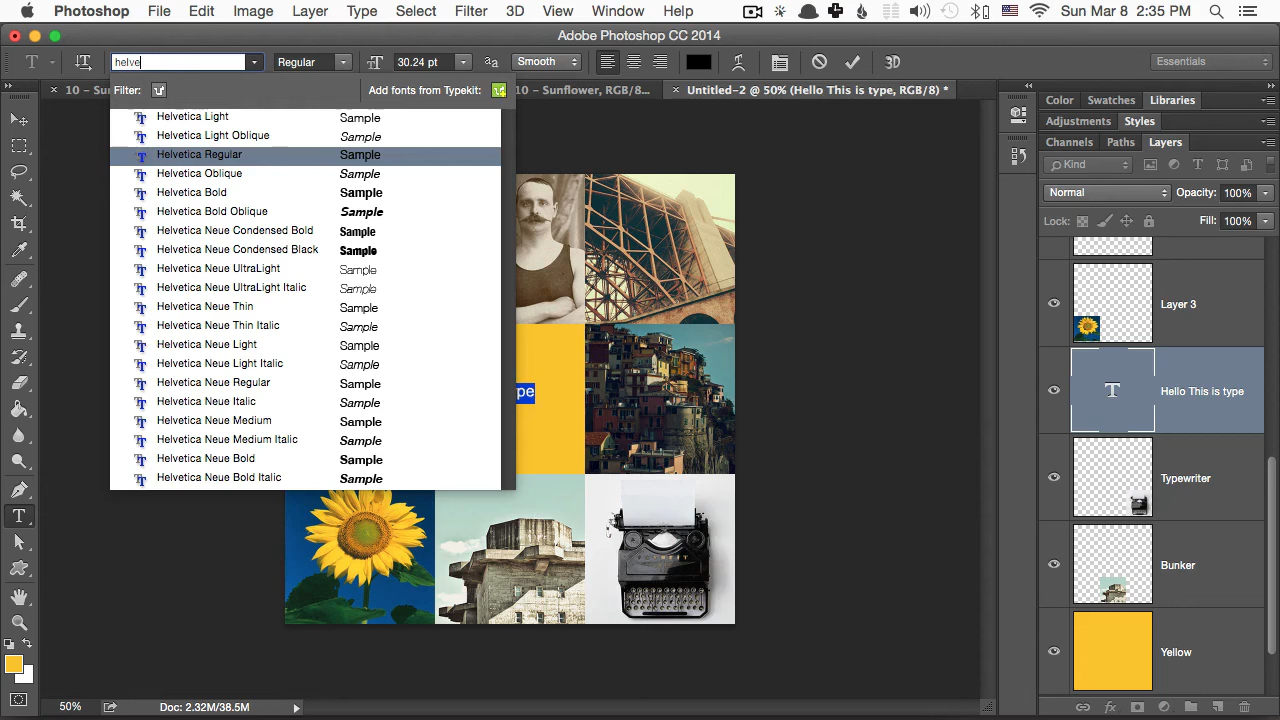 Photoshop File Edit Image Layer Type Select Filter 3D View Window Help Sun Mar 8 2:35 PM
Adobe Photoshop CC 2014
T helve Regular 30.24 pt Smooth 3D Essentials
Filter: Add fonts from Typekit:
10 – Su 10 – Sunflower, RGB/8... Untitled-2 @ 50% (Hello This is type, RGB/8) *
Color Swatches Libraries
Adjustments Styles
Channels Paths Layers
Kind
Normal Opacity: 100%
Lock: Fill: 100%
Helvetica Light Sample
Helvetica Light Oblique Sample
Helvetica Regular Sample
Helvetica Oblique Sample
Helvetica Bold Sample
Helvetica Bold Oblique Sample
Helvetica Neue Condensed Bold Sample
Helvetica Neue Condensed Black Sample
Helvetica Neue UltraLight Sample
Helvetica Neue UltraLight Italic Sample
Helvetica Neue Thin Sample
Helvetica Neue Thin Italic Sample
Helvetica Neue Light Sample
Helvetica Neue Light Italic Sample
Helvetica Neue Regular Sample
Helvetica Neue Italic Sample
Helvetica Neue Medium Sample
Helvetica Neue Medium Italic Sample
Helvetica Neue Bold Sample
Helvetica Neue Bold Italic Sample
pe
Layer 3
Hello This is type
Typewriter
Bunker
Yellow
50% Doc: 2.32M/38.5M
fx